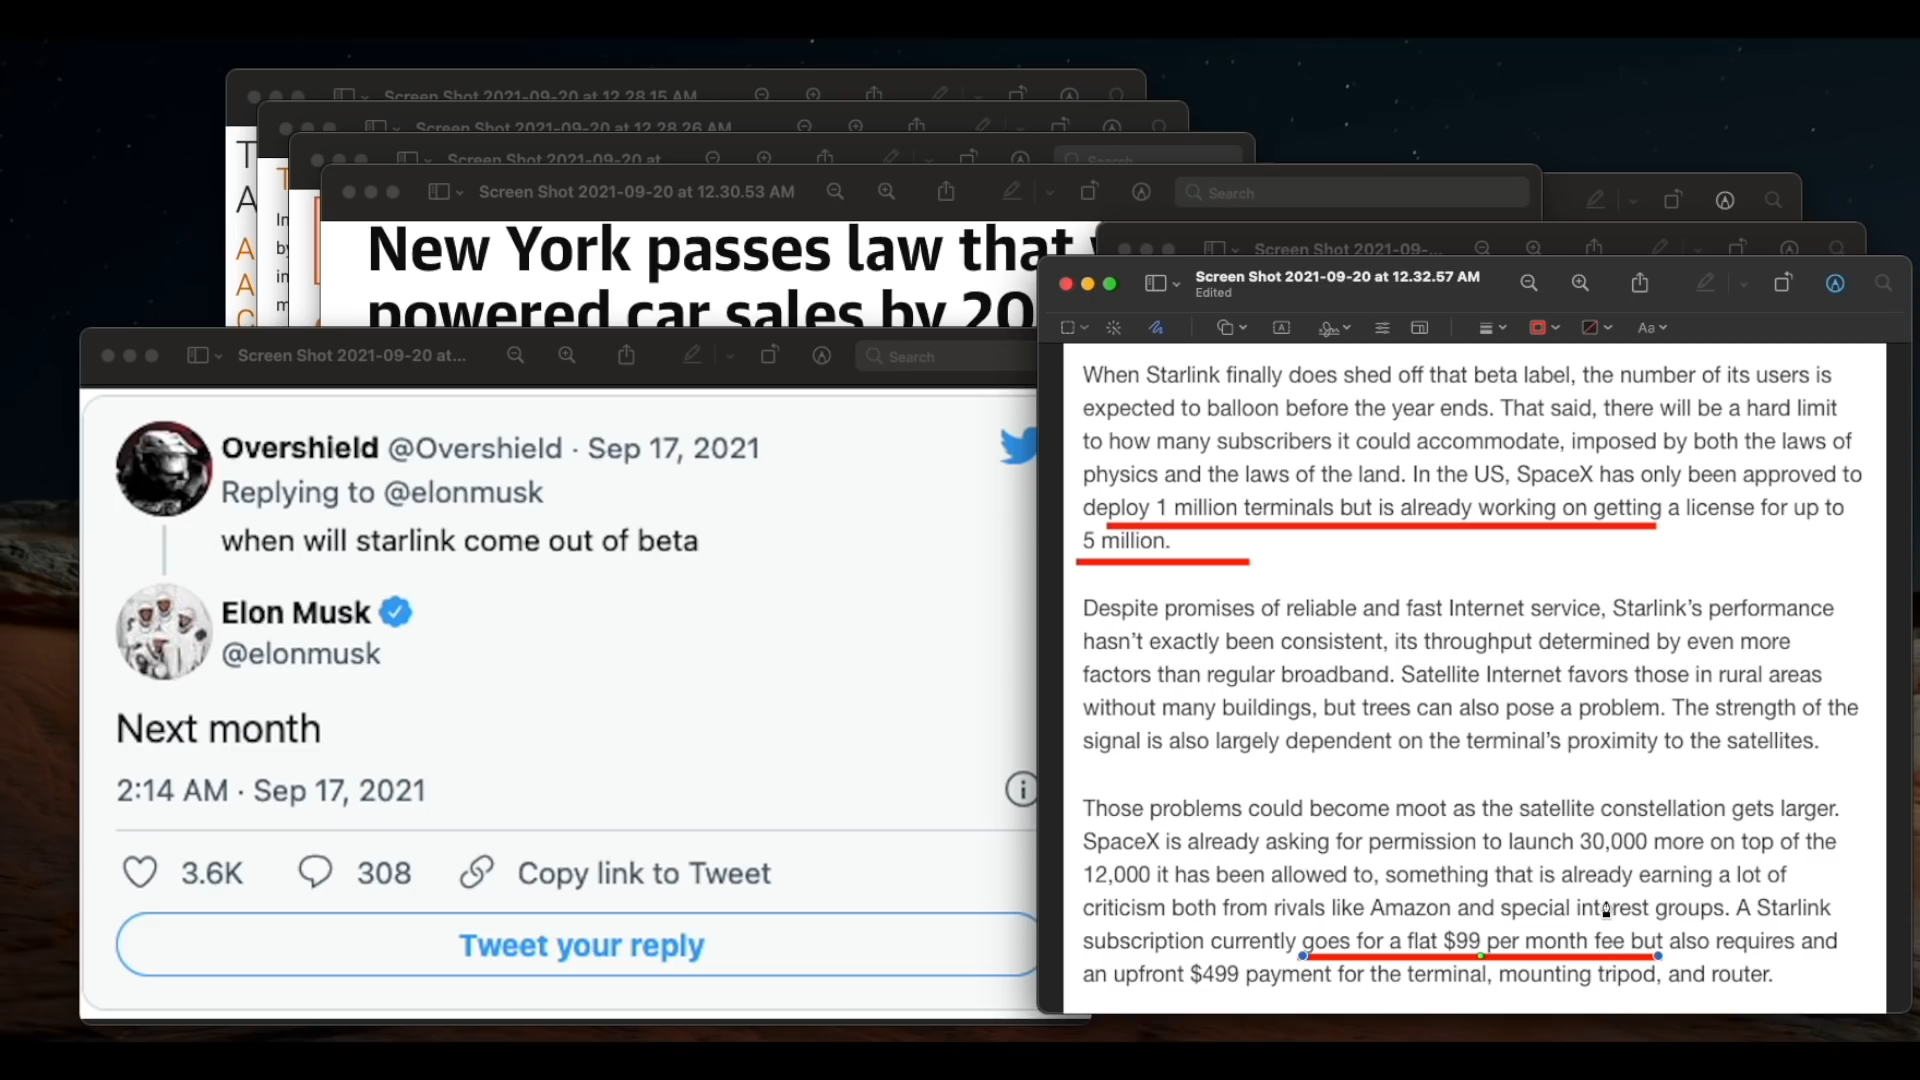 Screen Shot 2021-09-20 at 12.28.15 AM
Screen Shot 2021-09-20 at 12.28.26 AM
Screen Shot 2021-09-20 at
Search
Screen Shot 2021-09-20 at 12.30.53 AM
Search
T
A
A
A
C
T
In
by
in
m
New York passes law that
powered car sales by 20
Screen Shot 2021-09-20 at...
Search
Overshield @Overshield · Sep 17, 2021
Replying to @elonmusk
when will starlink come out of beta
Elon Musk
@elonmusk
Next month
2:14 AM · Sep 17, 2021
3.6K 308 Copy link to Tweet
Tweet your reply
Screen Shot 2021-09-...
Screen Shot 2021-09-20 at 12.32.57 AM
Edited
Aa
When Starlink finally does shed off that beta label, the number of its users is
expected to balloon before the year ends. That said, there will be a hard limit
to how many subscribers it could accommodate, imposed by both the laws of
physics and the laws of the land. In the US, SpaceX has only been approved to
deploy 1 million terminals but is already working on getting a license for up to
5 million.
Despite promises of reliable and fast Internet service, Starlink's performance
hasn't exactly been consistent, its throughput determined by even more
factors than regular broadband. Satellite Internet favors those in rural areas
without many buildings, but trees can also pose a problem. The strength of the
signal is also largely dependent on the terminal's proximity to the satellites.
Those problems could become moot as the satellite constellation gets larger.
SpaceX is already asking for permission to launch 30,000 more on top of the
12,000 it has been allowed to, something that is already earning a lot of
criticism both from rivals like Amazon and special interest groups. A Starlink
subscription currently goes for a flat $99 per month fee but also requires and
an upfront $499 payment for the terminal, mounting tripod, and router.